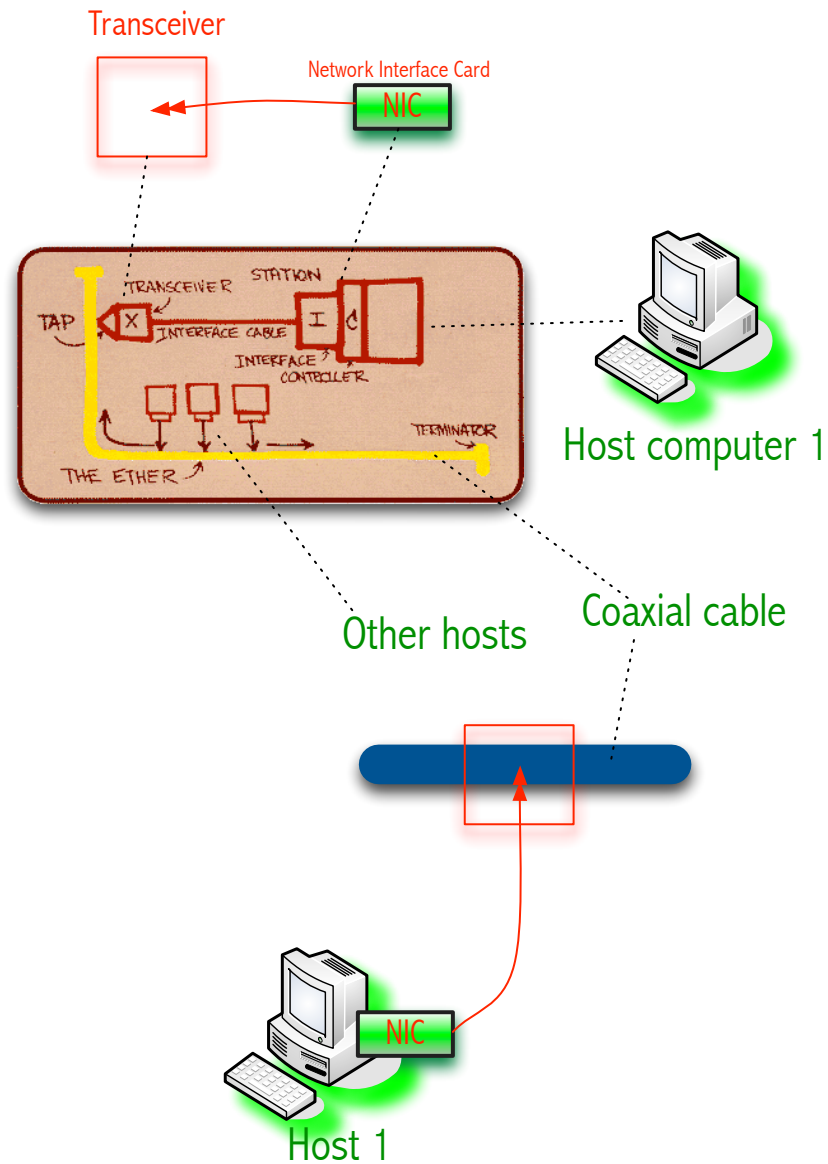 Transceiver
Network Interface Card
NIC
STATION
TRANSCEIVER
TAP
X
I
C
INTERFACE CABLE
INTERFACE
CONTROLLER
TERMINATOR
THE ETHER
Host computer 1
Other hosts
Coaxial cable
NIC
Host 1